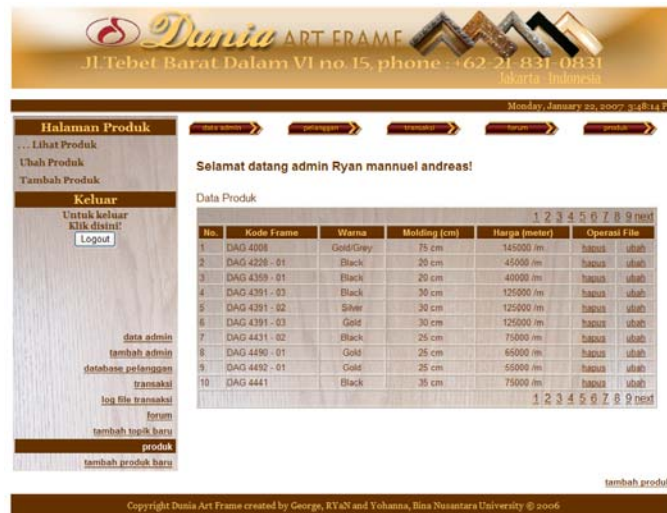 Dunia ART FRAME
Jl.Tebet Barat Dalam VI no. 15, phone : +62-21-831-0831
Jakarta - Indonesia
Monday, January 22, 2007 3:48:14 P
Halaman Produk
... Lihat Produk
Ubah Produk
Tambah Produk
Keluar
Untuk keluar
Klik disini!
Logout
data admin
tambah admin
database pelanggan
transaksi
log file transaksi
forum
tambah topik baru
produk
tambah produk baru
data admin pelanggan transaksi forum produk
Selamat datang admin Ryan mannuel andreas!
Data Produk
1 2 3 4 5 6 7 8 9 next
No. Kode Frame Warna Molding (cm) Harga (meter) Operasi File
1 DAG 4008 Gold/Grey 75 cm 145000 /m hapus ubah
2 DAG 4226 - 01 Black 20 cm 45000 /m hapus ubah
3 DAG 4359 - 01 Black 20 cm 40000 /m hapus ubah
4 DAG 4391 - 03 Black 30 cm 125000 /m hapus ubah
5 DAG 4391 - 02 Silver 30 cm 125000 /m hapus ubah
6 DAG 4391 - 03 Gold 30 cm 125000 /m hapus ubah
7 DAG 4431 - 02 Black 25 cm 75000 /m hapus ubah
8 DAG 4490 - 01 Gold 25 cm 65000 /m hapus ubah
9 DAG 4492 - 01 Gold 25 cm 55000 /m hapus ubah
10 DAG 4441 Black 35 cm 75000 /m hapus ubah
1 2 3 4 5 6 7 8 9 next
tambah produk
Copyright Dunia Art Frame created by George, RYaN and Yohanna, Bina Nusantara University © 2006